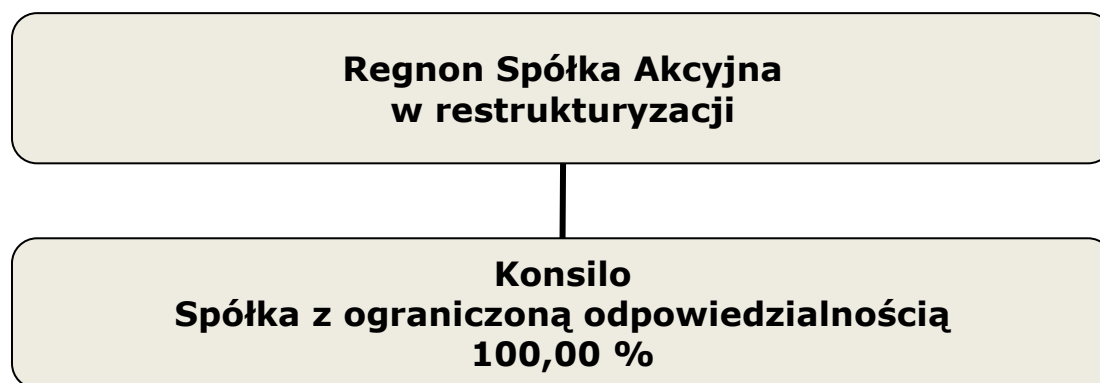 Regnon Spółka Akcyjna
w restrukturyzacji
Konsilo
Spółka z ograniczoną odpowiedzialnością
100,00 %